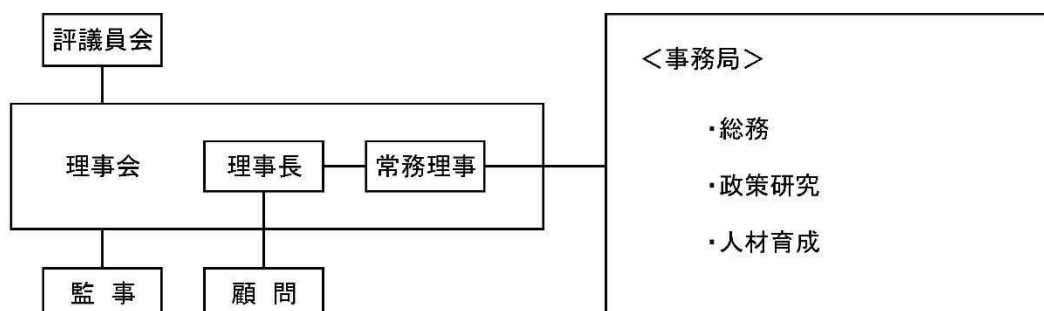 評議員会
理事会
理事長
常務理事
監 事
顧 問
＜事務局＞
・総務
・政策研究
・人材育成